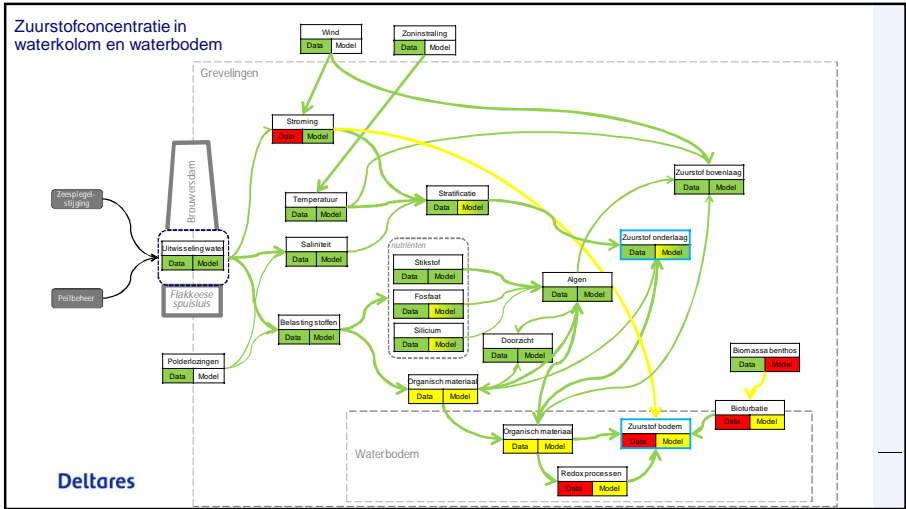 Zuurstofconcentratie in
waterkolom en waterbodem
Wind
Data Model
Zoninstraling
Data Model
Grevelingen
Stroming
Data Model
Brouwersdam
Zuurstof bovenlaag
Data Model
Zeespiegel-
stijging
Temperatuur
Data Model
Stratificatie
Data Model
Uitwisseling water
Data Model
Saliniteit
Data Model
Zuurstof onderlaag
Data Model
nutriënten
Stikstof
Data Model
Algen
Data Model
Peilbeheer
Flakkeese
spuisluis
Fosfaat
Data Model
Belasting stoffen
Data Model
Silicium
Data Model
Doorzicht
Data Model
Biomassa benthos
Data Model
Polderlozingen
Data Model
Organisch materiaal
Data Model
Bioturbatie
Data Model
Organisch materiaal
Data Model
Zuurstof bodem
Data Model
Waterbodem
Redox processen
Data Model
Deltares